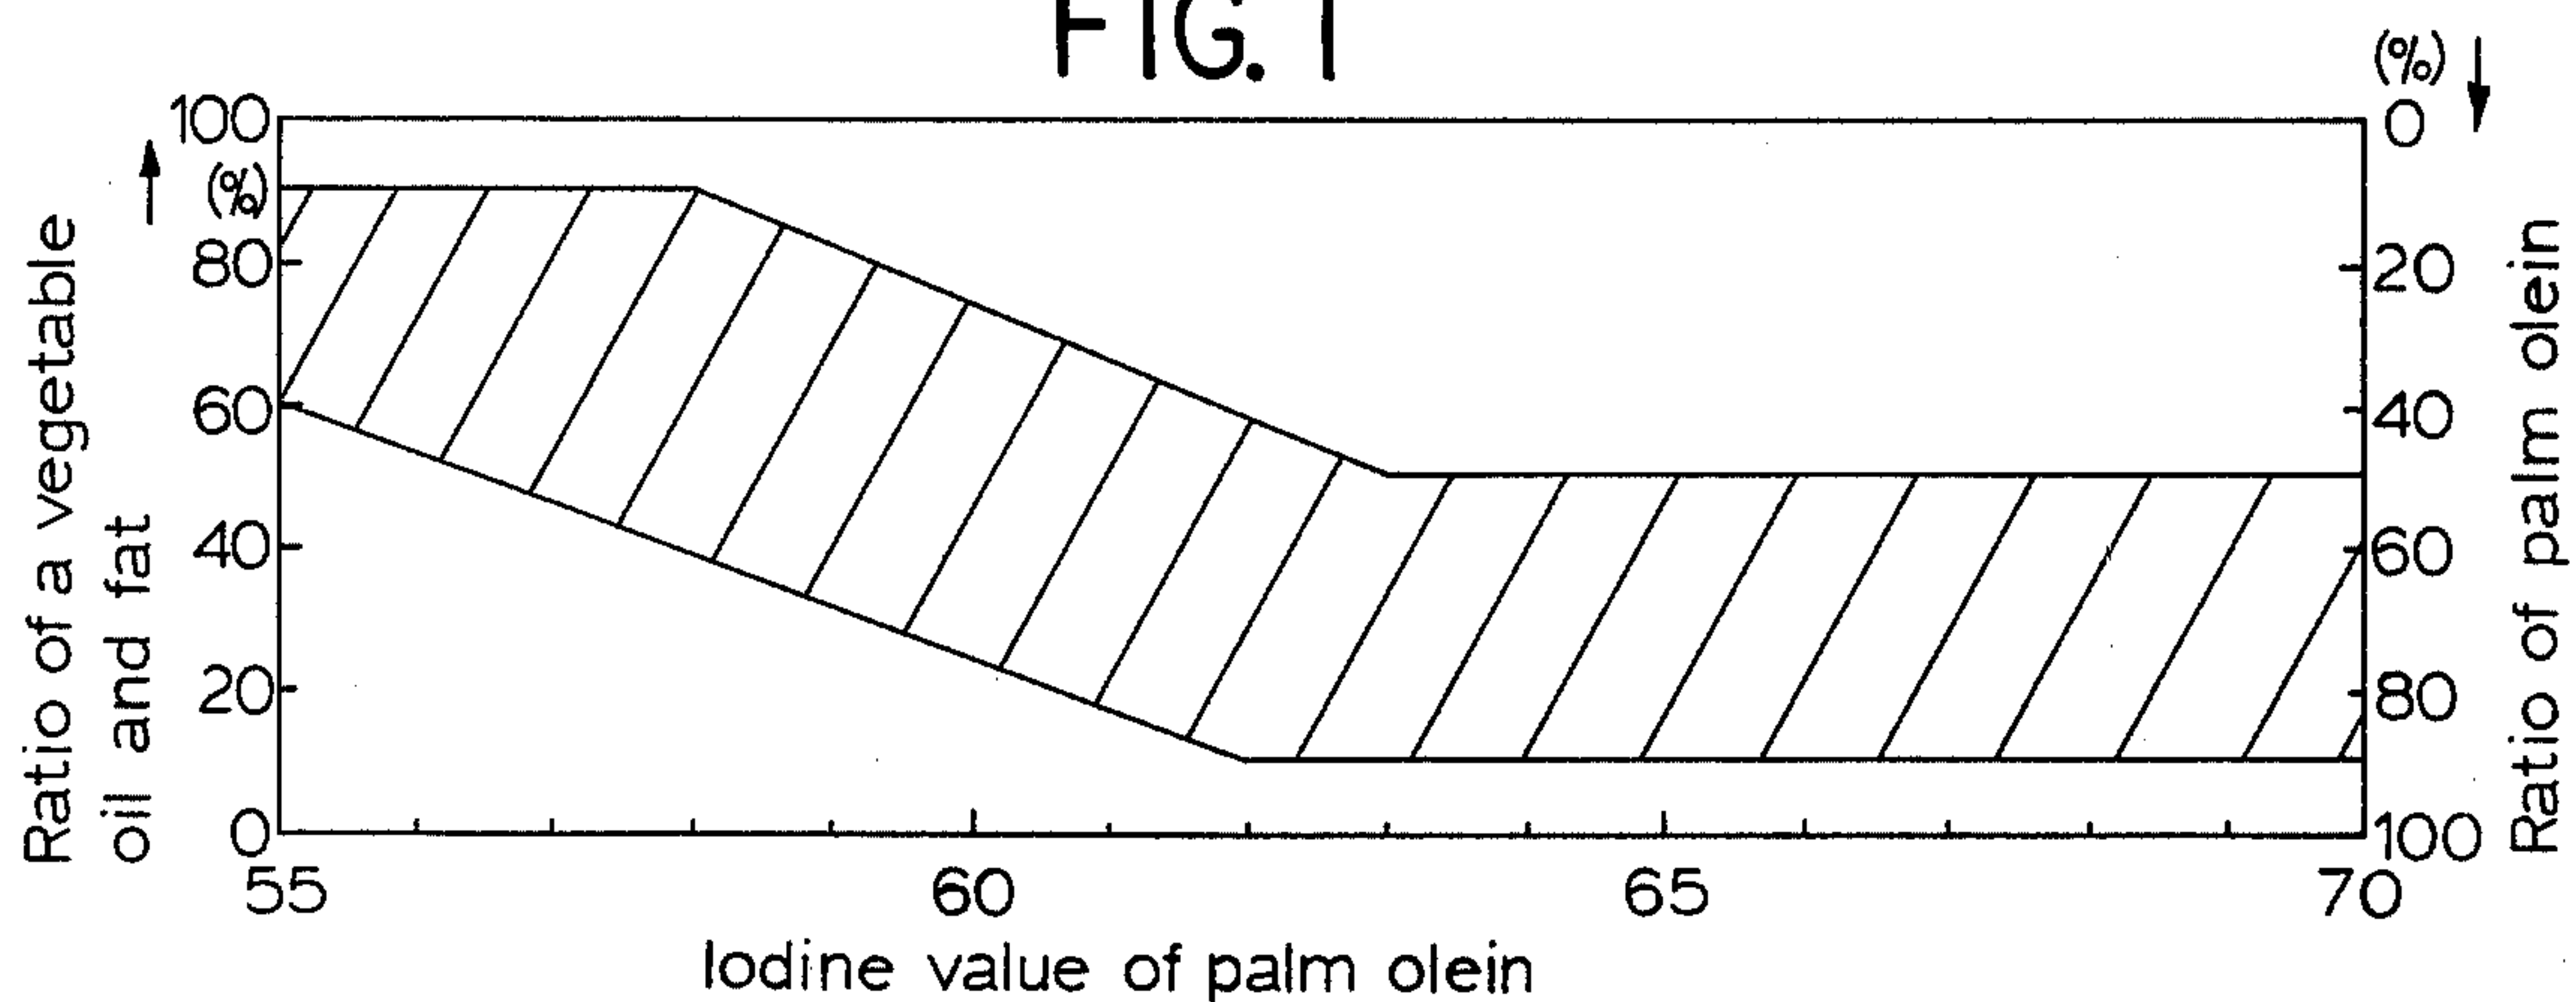 FIG. 1
Ratio of a vegetable
oil and fat
100
(%)
80
60
40
20
0
(%)
0
20
40
60
80
100
Ratio of palm olein
55 60 65 70
Iodine value of palm olein